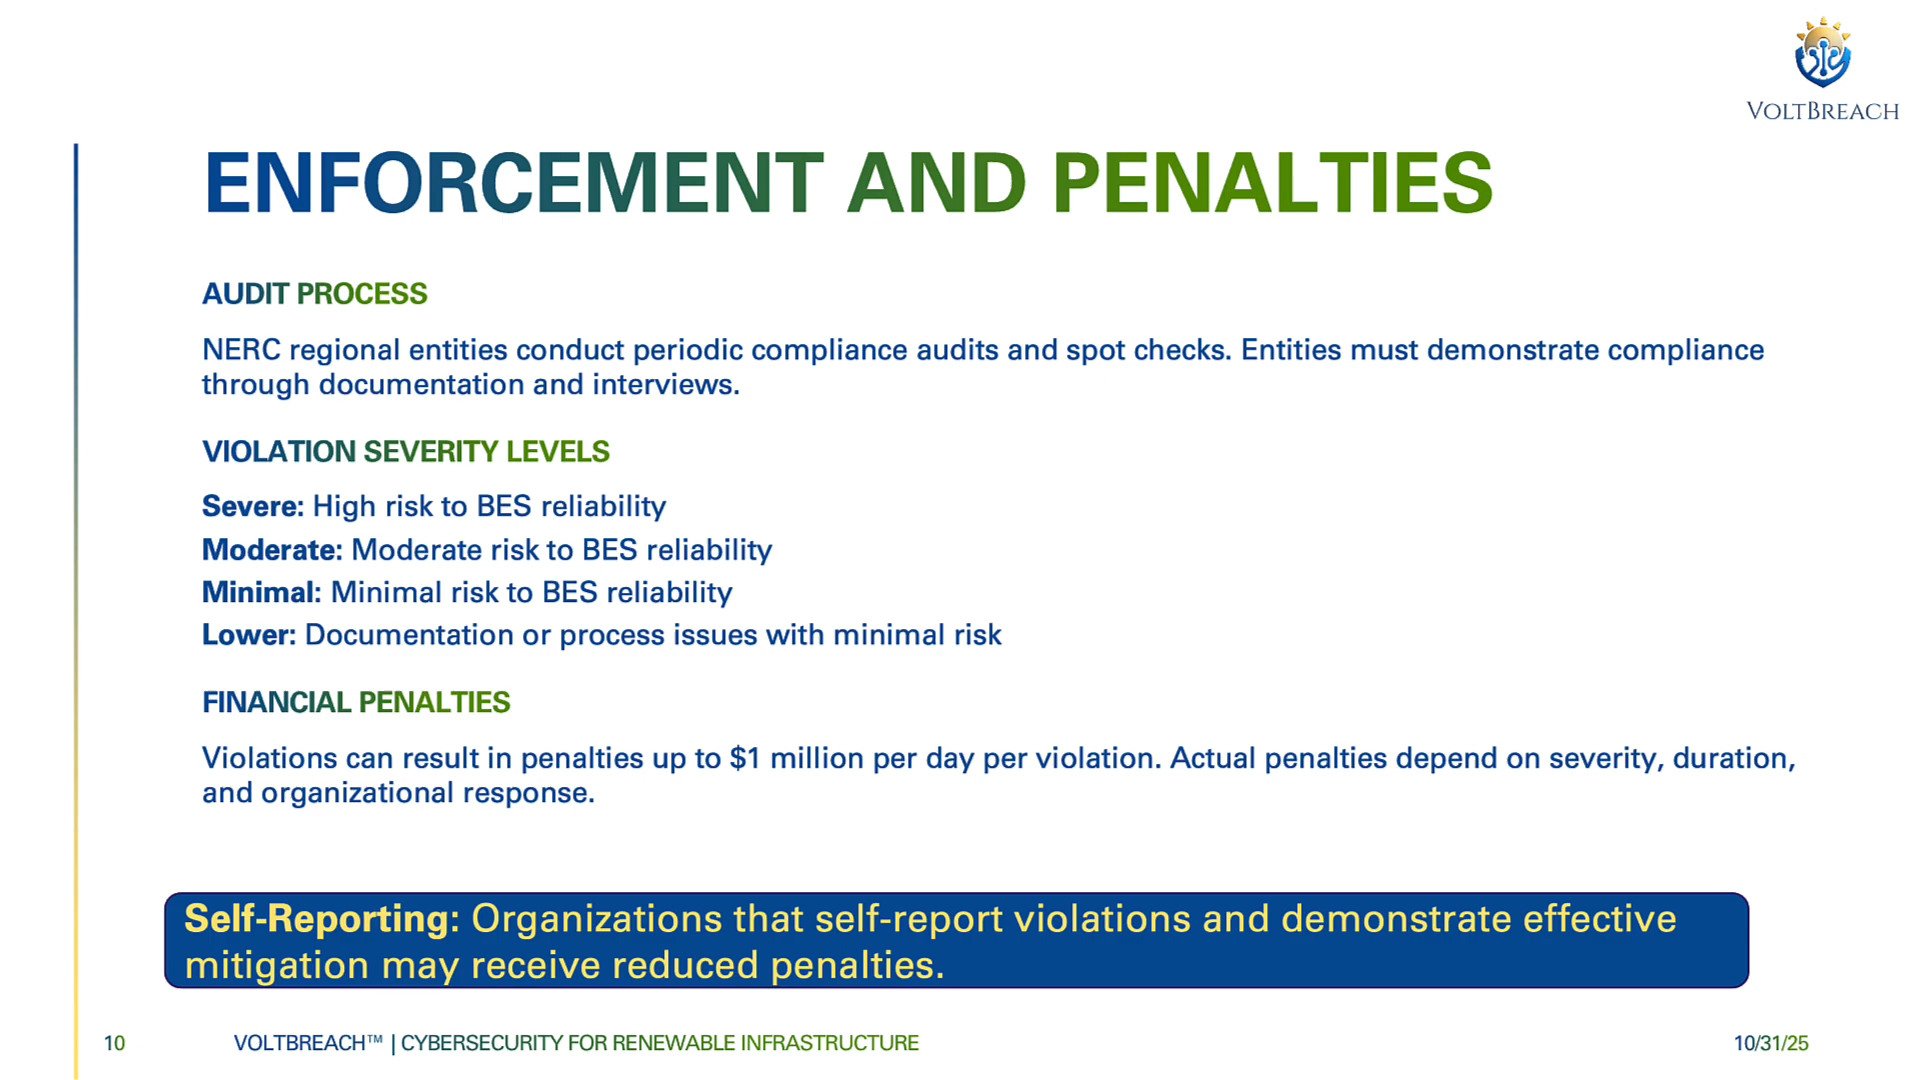 VOLTBREACH
ENFORCEMENT AND PENALTIES
AUDIT PROCESS
NERC regional entities conduct periodic compliance audits and spot checks. Entities must demonstrate compliance
through documentation and interviews.
VIOLATION SEVERITY LEVELS
Severe: High risk to BES reliability
Moderate: Moderate risk to BES reliability
Minimal: Minimal risk to BES reliability
Lower: Documentation or process issues with minimal risk
FINANCIAL PENALTIES
Violations can result in penalties up to $1 million per day per violation. Actual penalties depend on severity, duration,
and organizational response.
Self-Reporting: Organizations that self-report violations and demonstrate effective
mitigation may receive reduced penalties.
10 VOLTBREACH™ | CYBERSECURITY FOR RENEWABLE INFRASTRUCTURE 10/31/25